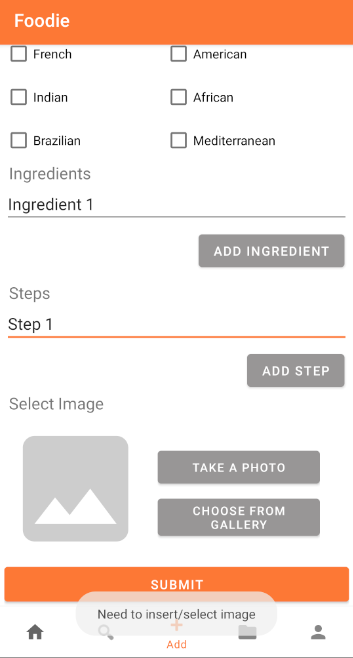 Foodie
French
American
Indian
African
Brazilian
Mediterranean
Ingredients
Ingredient 1
ADD INGREDIENT
Steps
Step 1
ADD STEP
Select Image
TAKE A PHOTO
CHOOSE FROM
GALLERY
SUBMIT
Need to insert/select image
Add